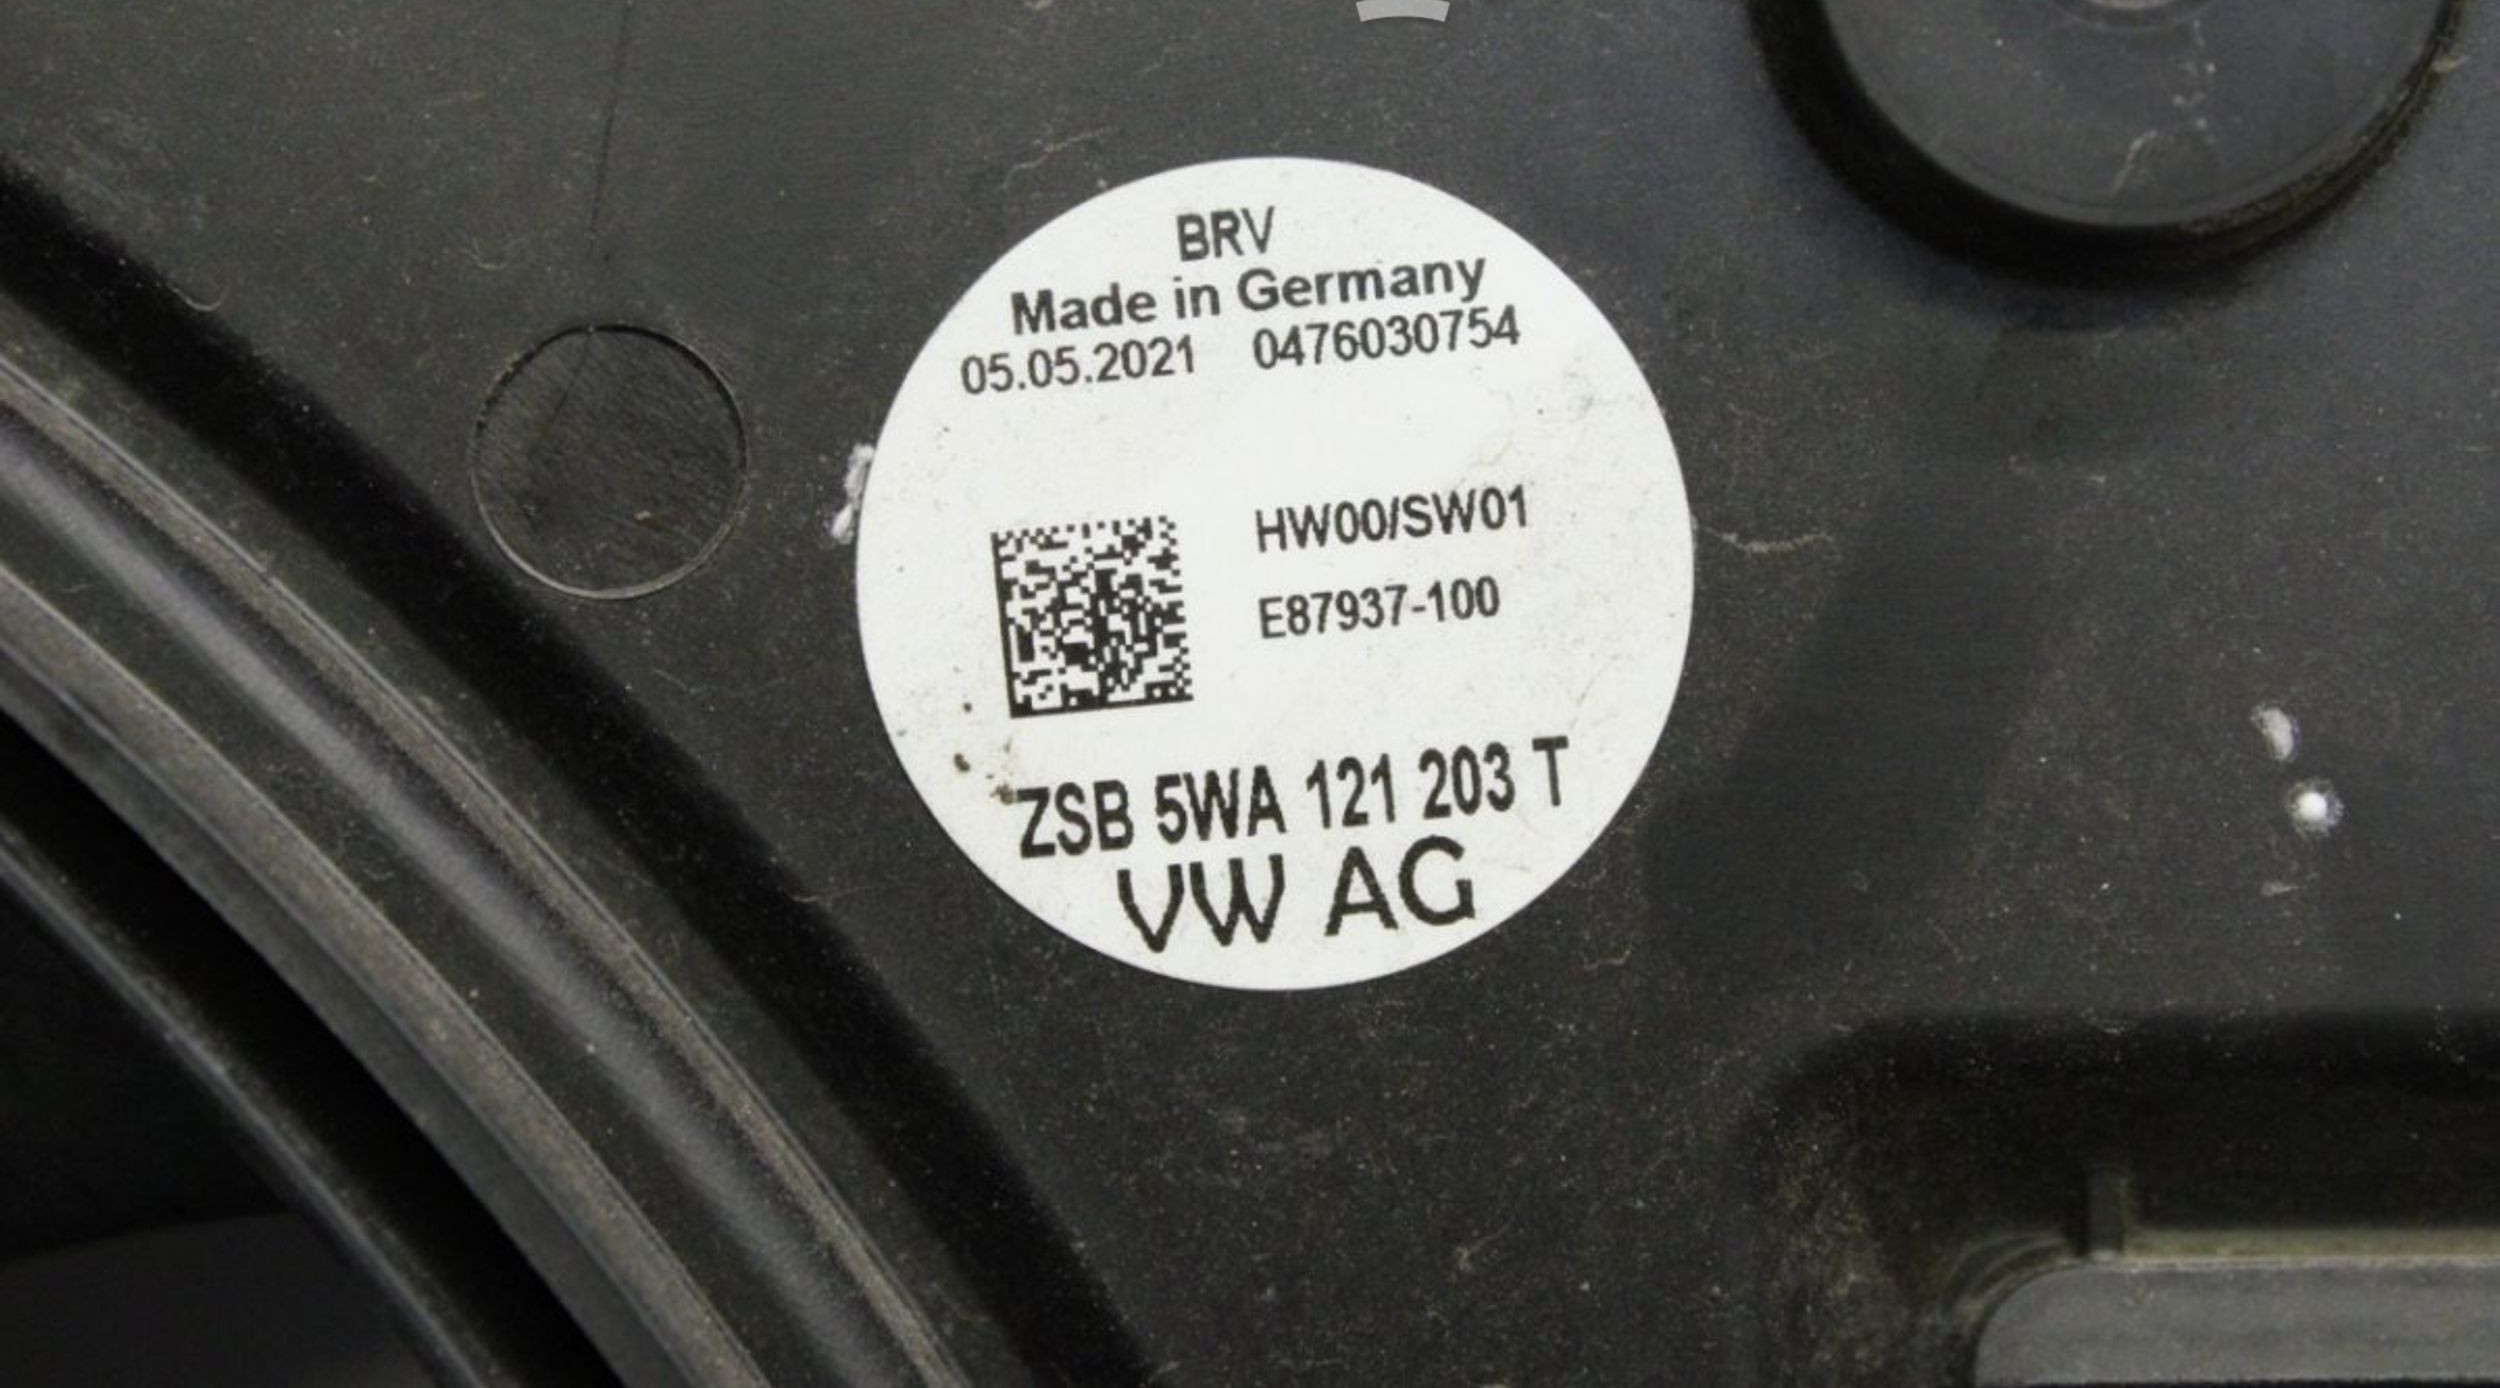 BRV
Made in Germany
05.05.2021 0476030754
HW00/SW01
E87937-100
ZSB 5WA 121 203 T
VW AG